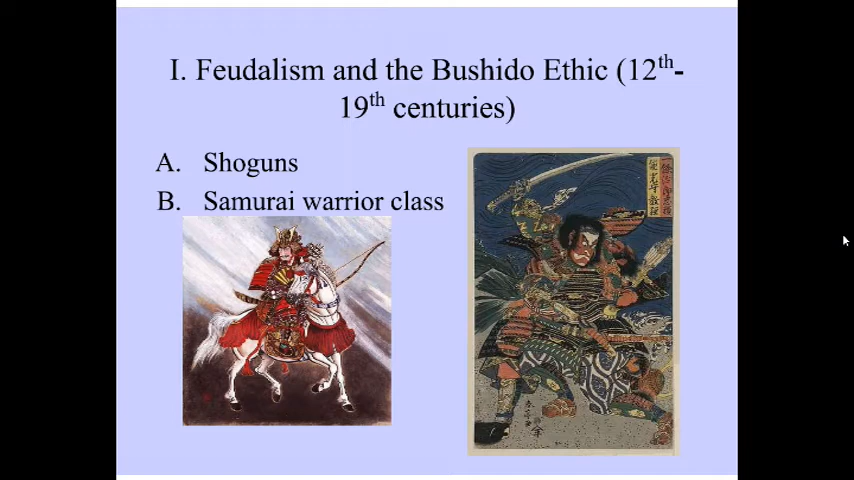 I. Feudalism and the Bushido Ethic (12th-
19th centuries)
A. Shoguns
B. Samurai warrior class